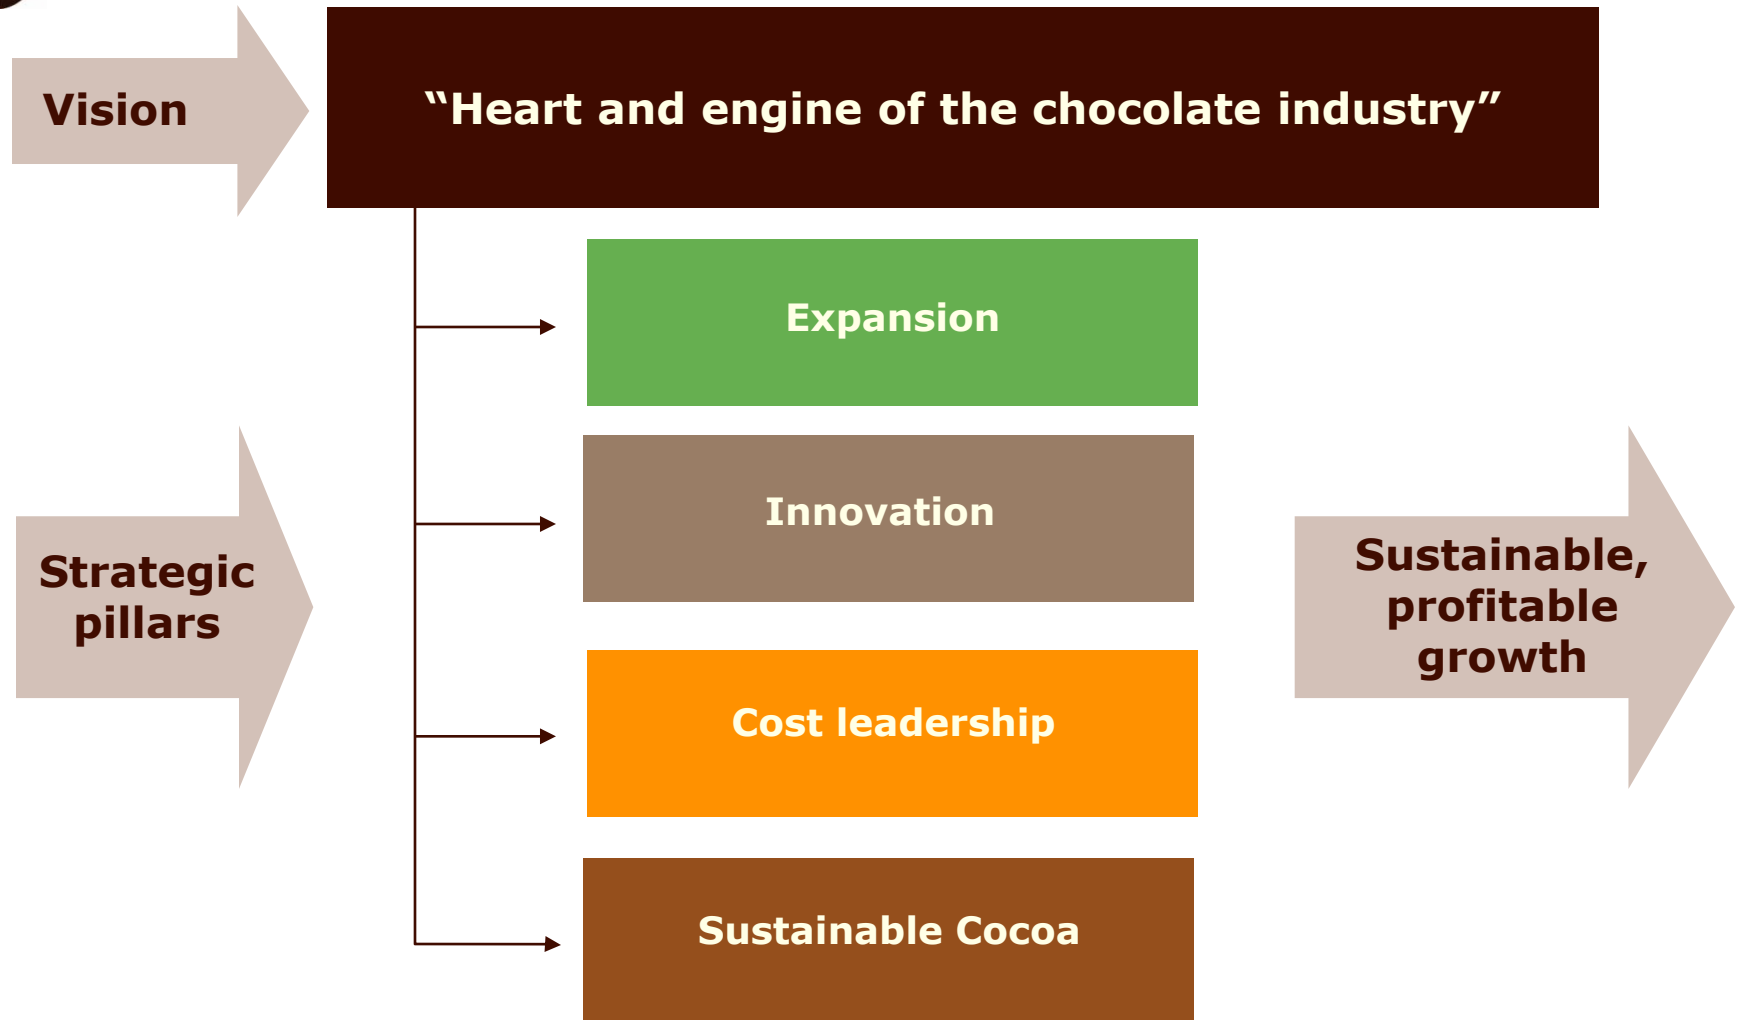 Vision
“Heart and engine of the chocolate industry”
Expansion
Innovation
Strategic
pillars
Sustainable,
profitable
growth
Cost leadership
Sustainable Cocoa